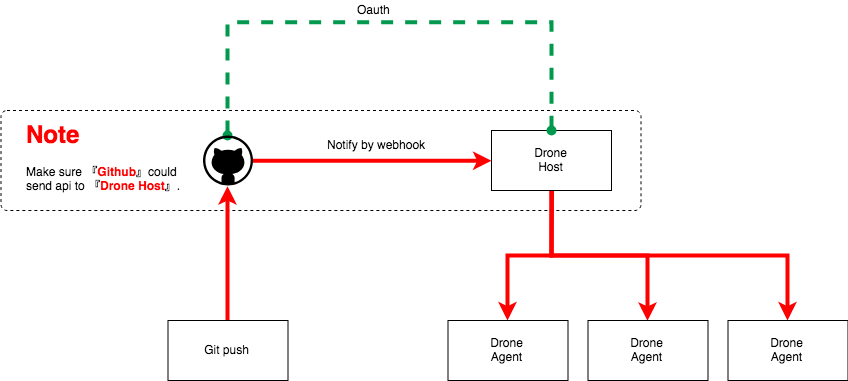 Oauth
Note
Notify by webhook
Drone
Host
Make sure 『Github』could
send api to 『Drone Host』.
Git push
Drone
Agent
Drone
Agent
Drone
Agent